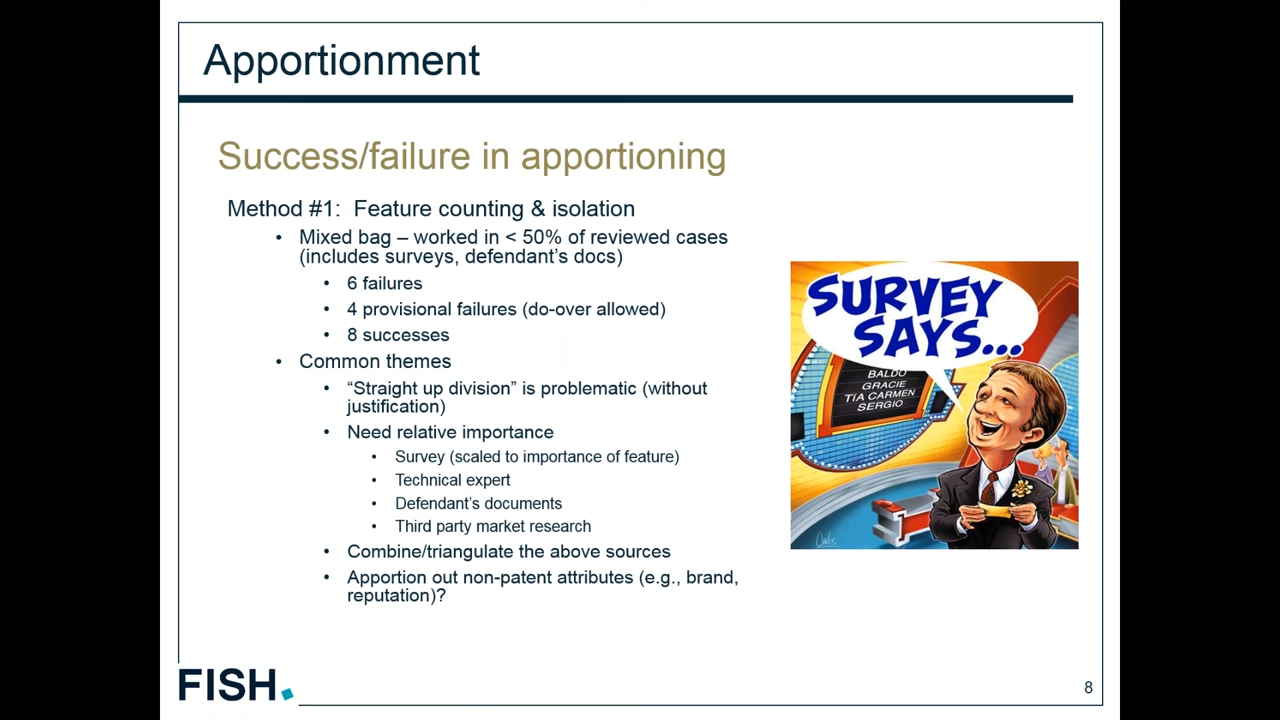 Apportionment
Success/failure in apportioning
Method #1: Feature counting & isolation
• Mixed bag – worked in < 50% of reviewed cases
(includes surveys, defendant's docs)
• 6 failures
• 4 provisional failures (do-over allowed)
• 8 successes
• Common themes
• “Straight up division” is problematic (without
justification)
• Need relative importance
• Survey (scaled to importance of feature)
• Technical expert
• Defendant's documents
• Third party market research
• Combine/triangulate the above sources
• Apportion out non-patent attributes (e.g., brand,
reputation)?
SURVEY
SAYS...
BALDO
GRACIE
TIA CARMEN
SERGIO
FISH.
8